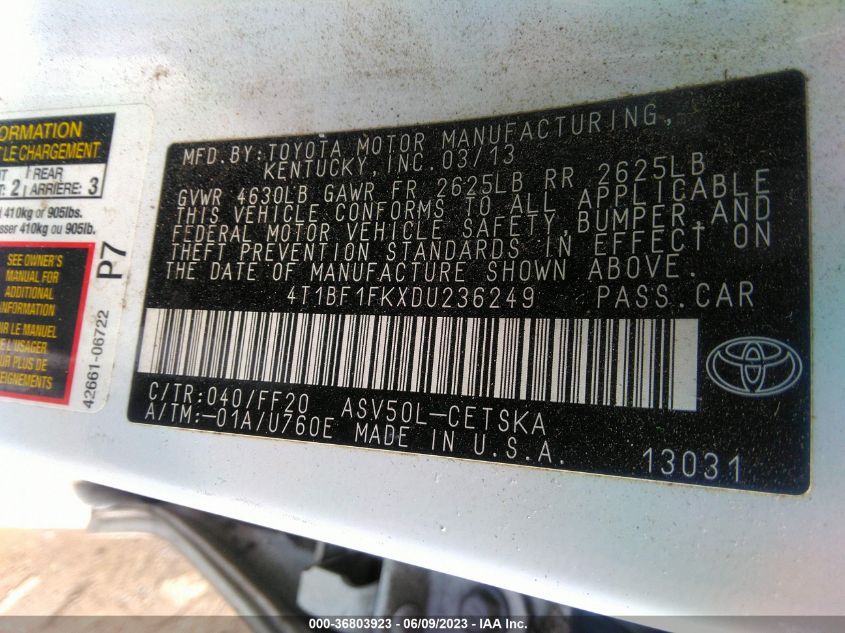 ORMATION
T LE CHARGEMENT
NT REAR
T: 2 ARRIÈRE: 3
d 410kg or 905lbs.
sser 410kg ou 905lb.
SEE OWNER'S
MANUAL FOR
ADDITIONAL
INFORMATION
IR LE MANUEL
E L'USAGER
UR PLUS DE
EIGNEMENTS
P7
42661-06722
MFD.BY:TOYOTA MOTOR MANUFACTURING,
KENTUCKY,INC.03/13
GVWR 4630LB GAWR FR 2625LB RR 2625LB
THIS VEHICLE CONFORMS TO ALL APPLICABLE
FEDERAL MOTOR VEHICLE SAFETY,BUMPER,AND
THEFT PREVENTION STANDARDS IN EFFECT ON
THE DATE OF MANUFACTURE SHOWN ABOVE.
4T1BF1FKXDU236249 PASS.CAR
C/TR:040/FF20 ASV50L-CETSKA
A/TM:-01A/U760E MADE IN U.S.A.
13031
000-36803923 - 06/09/2023 - IAA Inc.